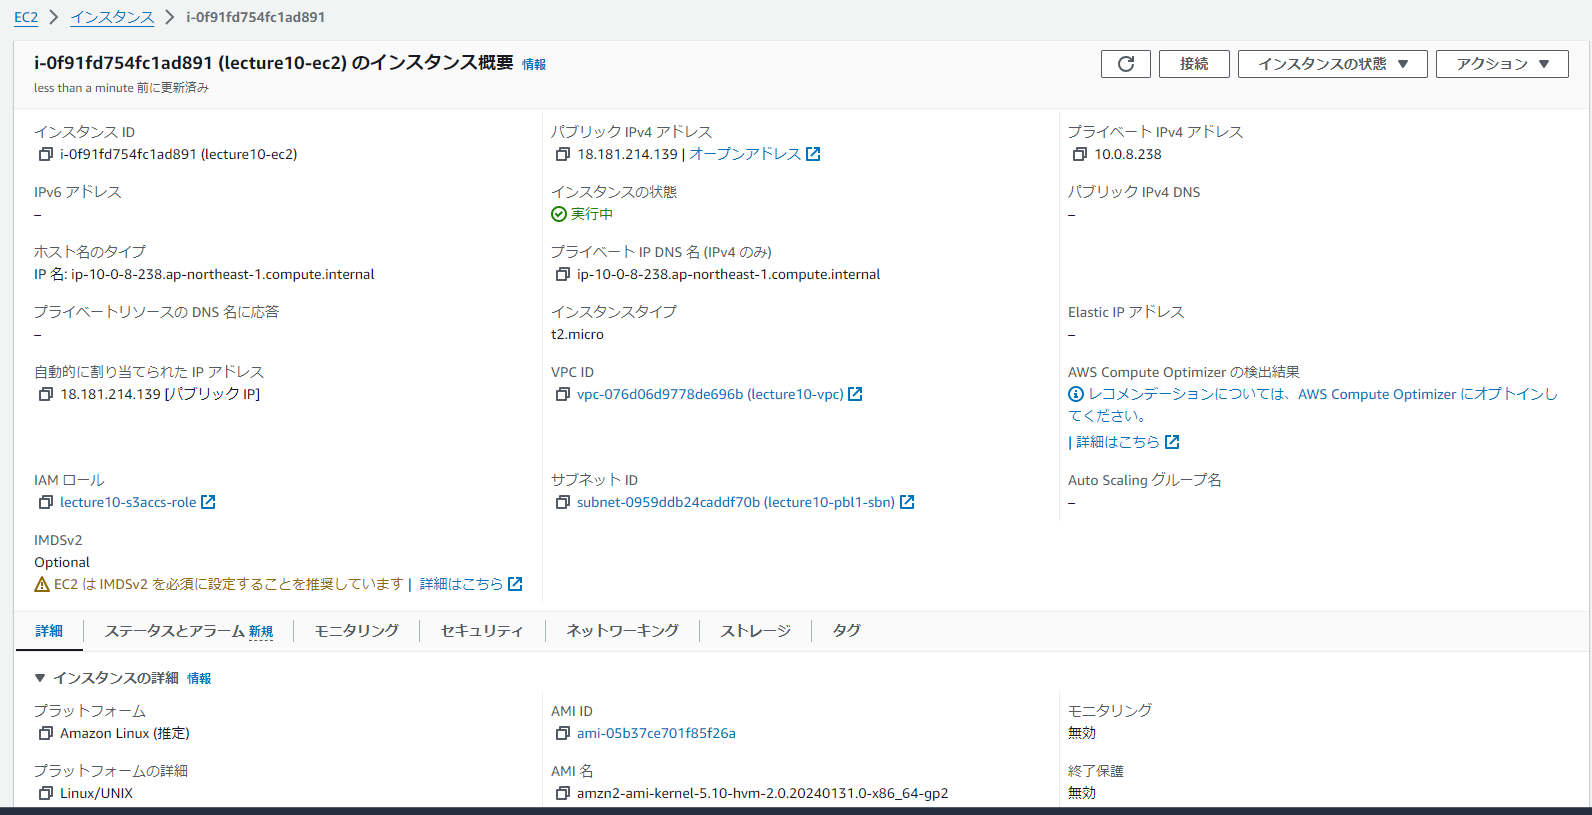 EC2 > インスタンス > i-0f91fd754fc1ad891
i-0f91fd754fc1ad891 (lecture10-ec2) のインスタンス概要 情報
less than a minute 前に更新済み
接続
インスタンスの状態 ▼
アクション ▼
インスタンス ID
i-0f91fd754fc1ad891 (lecture10-ec2)
パブリック IPv4 アドレス
18.181.214.139 | オープンアドレス
プライベート IPv4 アドレス
10.0.8.238
IPv6 アドレス
–
インスタンスの状態
実行中
パブリック IPv4 DNS
–
ホスト名のタイプ
IP 名: ip-10-0-8-238.ap-northeast-1.compute.internal
プライベート IP DNS 名 (IPv4 のみ)
ip-10-0-8-238.ap-northeast-1.compute.internal
プライベートリソースの DNS 名に応答
–
インスタンスタイプ
t2.micro
Elastic IP アドレス
–
自動的に割り当てられた IP アドレス
18.181.214.139 [パブリック IP]
VPC ID
vpc-076d06d9778de696b (lecture10-vpc)
AWS Compute Optimizer の検出結果
レコメンデーションについては、AWS Compute Optimizer にオプトインし
てください。
| 詳細はこちら
IAM ロール
lecture10-s3accs-role
サブネット ID
subnet-0959ddb24caddf70b (lecture10-pbl1-sbn)
Auto Scaling グループ名
–
IMDSv2
Optional
EC2 は IMDSv2 を必須に設定することを推奨しています | 詳細はこちら
詳細
ステータスとアラーム 新規
モニタリング
セキュリティ
ネットワーキング
ストレージ
タグ
▼ インスタンスの詳細 情報
プラットフォーム
Amazon Linux (推定)
AMI ID
ami-05b37ce701f85f26a
モニタリング
無効
プラットフォームの詳細
Linux/UNIX
AMI 名
amzn2-ami-kernel-5.10-hvm-2.0.20240131.0-x86_64-gp2
終了保護
無効